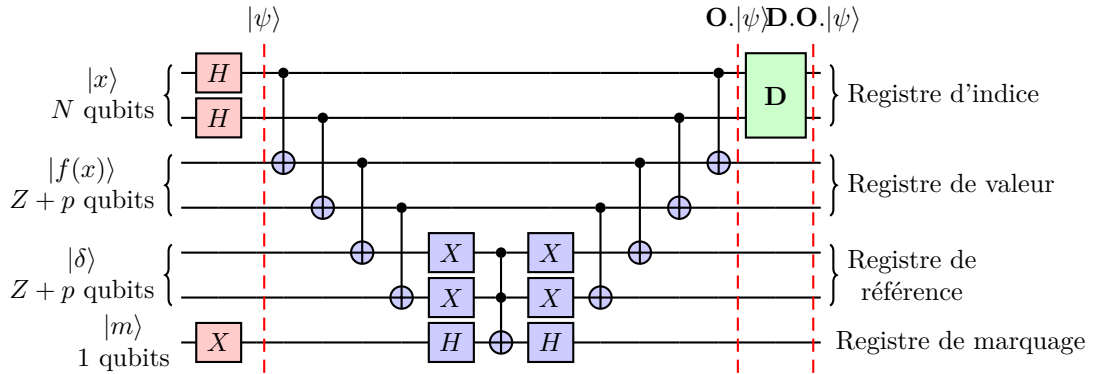 |ψ⟩ O.|ψ⟩ D.O.|ψ⟩
|x⟩
N qubits
H
H
D
Registre d'indice
|f(x)⟩
Z + p qubits
Registre de valeur
|δ⟩
Z + p qubits
X X
X X
Registre de
référence
|m⟩
1 qubits
X H H
Registre de marquage